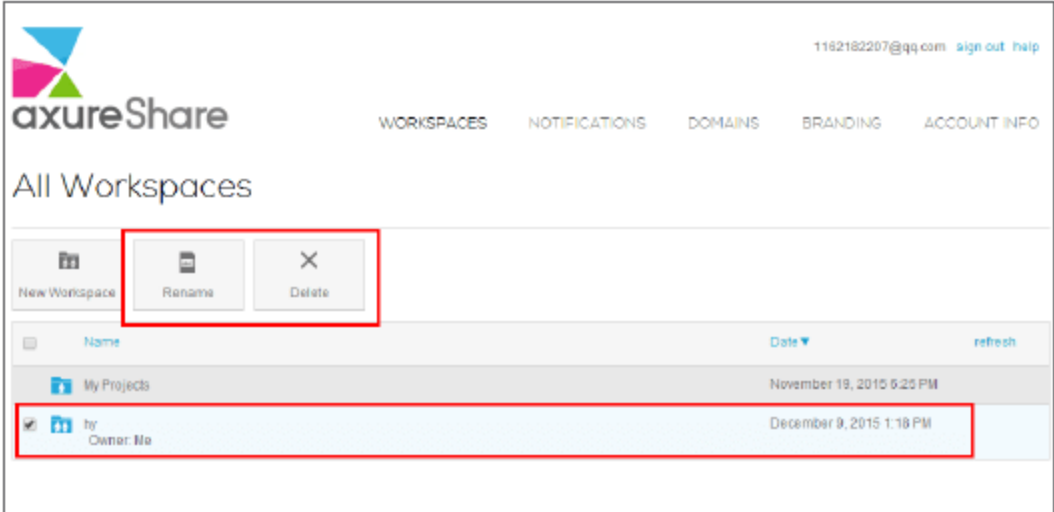 1162182207@qq.com sign out help
axureShare
WORKSPACES NOTIFICATIONS DOMAINS BRANDING ACCOUNT INFO
All Workspaces
New Workspace Rename Delete
Name Date▼ refresh
My Projects November 19, 2015 6:25 PM
hy December 9, 2015 1:18 PM
Owner: Me